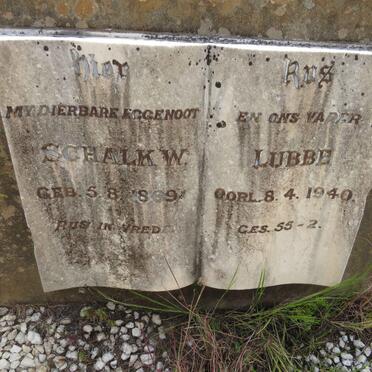 Hier Rus
MY DIERBARE EGGENOOT EN ONS VADER
SCHALK W. LUBBE
GEB. 5.8.1869 OORL. 8.4.1940.
RUS IN VREDE GES. 55-2.